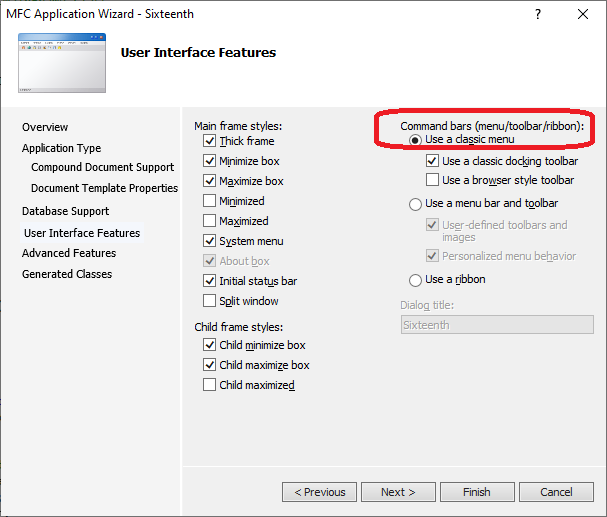 MFC Application Wizard - Sixteenth
?
User Interface Features
Overview
Application Type
Compound Document Support
Document Template Properties
Database Support
User Interface Features
Advanced Features
Generated Classes
Main frame styles:
Thick frame
Minimize box
Maximize box
Minimized
Maximized
System menu
About box
Initial status bar
Split window
Child frame styles:
Child minimize box
Child maximize box
Child maximized
Command bars (menu/toolbar/ribbon):
Use a classic menu
Use a classic docking toolbar
Use a browser style toolbar
Use a menu bar and toolbar
User-defined toolbars and
images
Personalized menu behavior
Use a ribbon
Dialog title:
Sixteenth
< Previous
Next >
Finish
Cancel